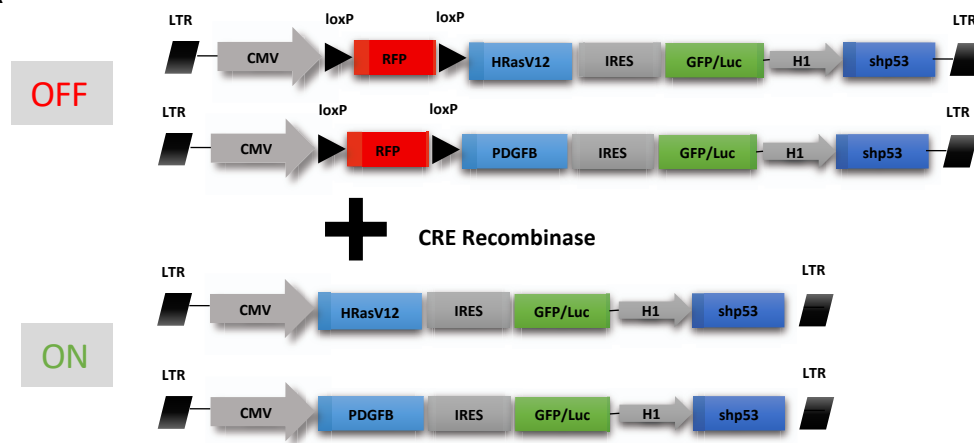 loxP loxP
LTR LTR
CMV RFP HRasV12 IRES GFP/Luc H1 shp53
OFF
loxP loxP
LTR LTR
CMV RFP PDGFB IRES GFP/Luc H1 shp53
CRE Recombinase
LTR LTR
CMV HRasV12 IRES GFP/Luc H1 shp53
ON
LTR LTR
CMV PDGFB IRES GFP/Luc H1 shp53